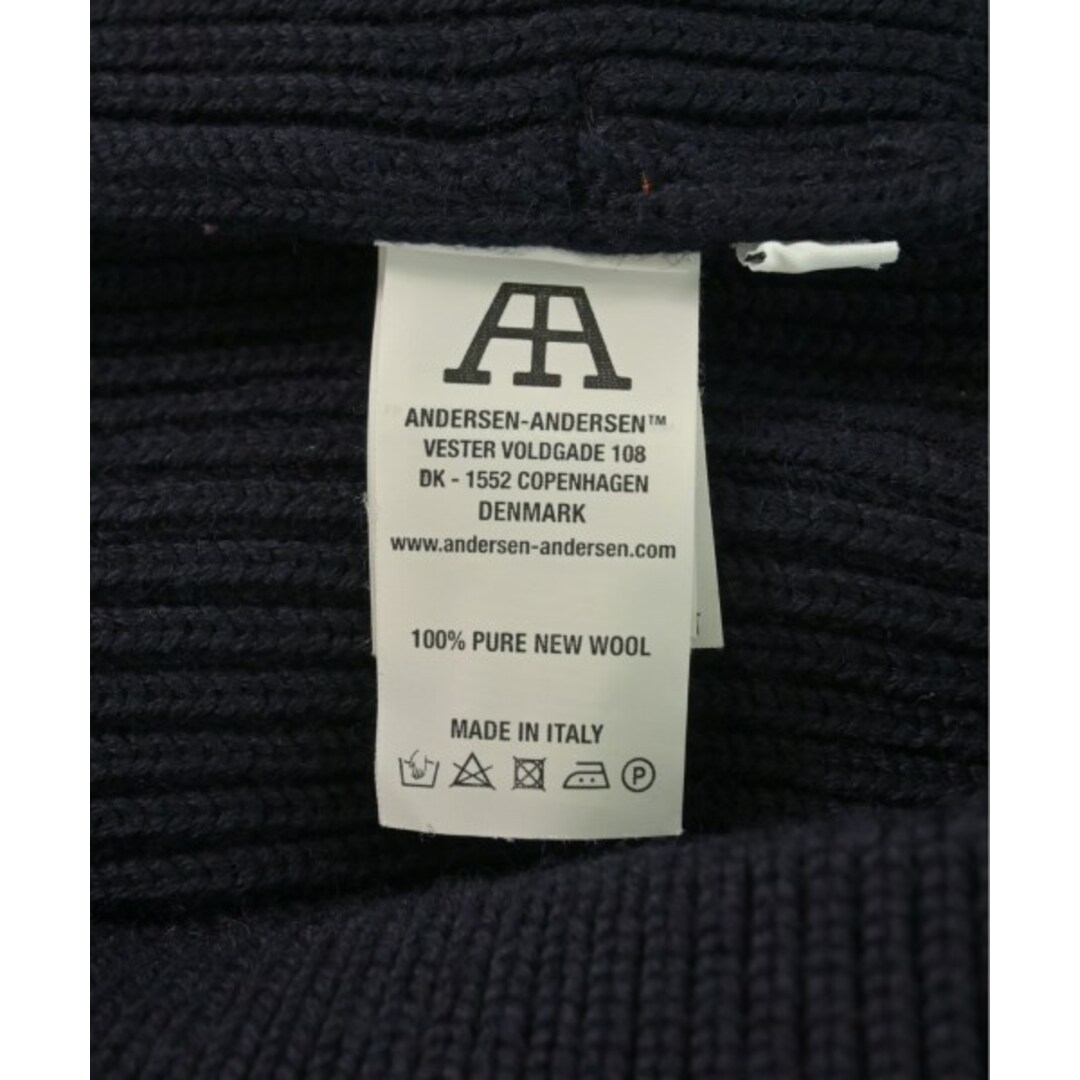 ANDERSEN-ANDERSEN™
VESTER VOLDGADE 108
DK - 1552 COPENHAGEN
DENMARK
www.andersen-andersen.com
100% PURE NEW WOOL
MADE IN ITALY
P